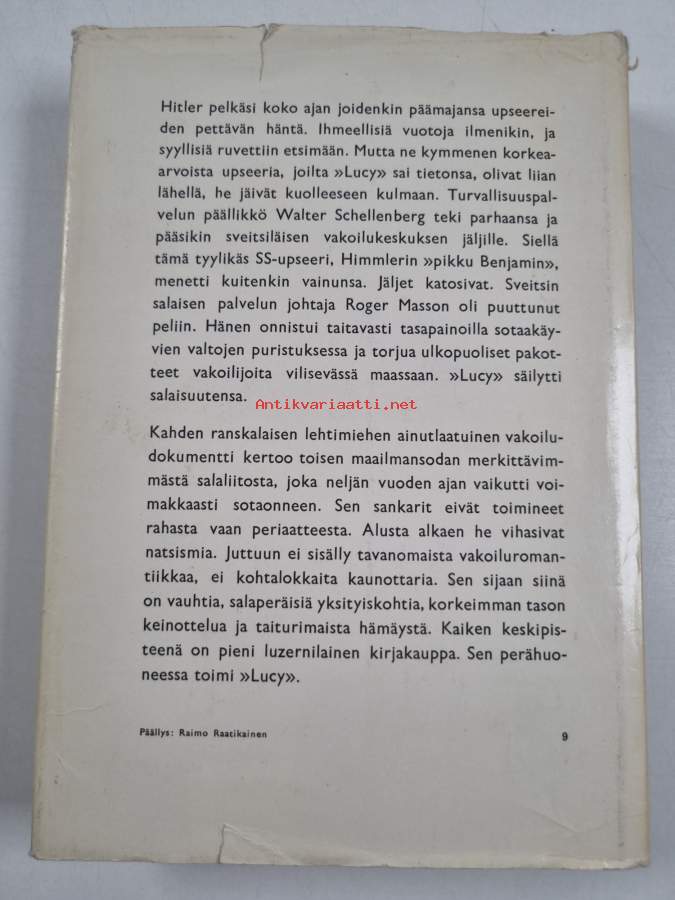 Hitler pelkäsi koko ajan joidenkin päämajansa upseerei-
den pettävän häntä. Ihmeellisiä vuotoja ilmenikin, ja
syyllisiä ruvettiin etsimään. Mutta ne kymmenen korkea-
arvoista upseeria, joilta »Lucy» sai tietonsa, olivat liian
lähellä, he jäivät kuolleeseen kulmaan. Turvallisuuspal-
velun päällikkö Walter Schellenberg teki parhaansa ja
pääsikin sveitsiläisen vakoilukeskuksen jäljille. Siellä
tämä tyylikäs SS-upseeri, Himmlerin »pikku Benjamin»,
menetti kuitenkin vainunsa. Jäljet katosivat. Sveitsin
salaisen palvelun johtaja Roger Masson oli puuttunut
peliin. Hänen onnistui taitavasti tasapainoilla sotaakäy-
vien valtojen puristuksessa ja torjua ulkopuoliset pakot-
teet vakoilijoita vilisevässä maassaan. »Lucy» säilytti
salaisuutensa.
Antikvariaatti.net
Kahden ranskalaisen lehtimiehen ainutlaatuinen vakoilu-
dokumentti kertoo toisen maailmansodan merkittävim-
mästä salaliitosta, joka neljän vuoden ajan vaikutti voi-
makkaasti sotaonneen. Sen sankarit eivät toimineet
rahasta vaan periaatteesta. Alusta alkaen he vihasivat
natsismia. Juttuun ei sisälly tavanomaista vakoiluroman-
tiikkaa, ei kohtalokkaita kaunottaria. Sen sijaan siinä
on vauhtia, salaperäisiä yksityiskohtia, korkeimman tason
keinottelua ja taiturimaista hämäystä. Kaiken keskipis-
teenä on pieni luzernilainen kirjakauppa. Sen perähuo-
neessa toimi »Lucy».
Päällys: Raimo Raatikainen
9